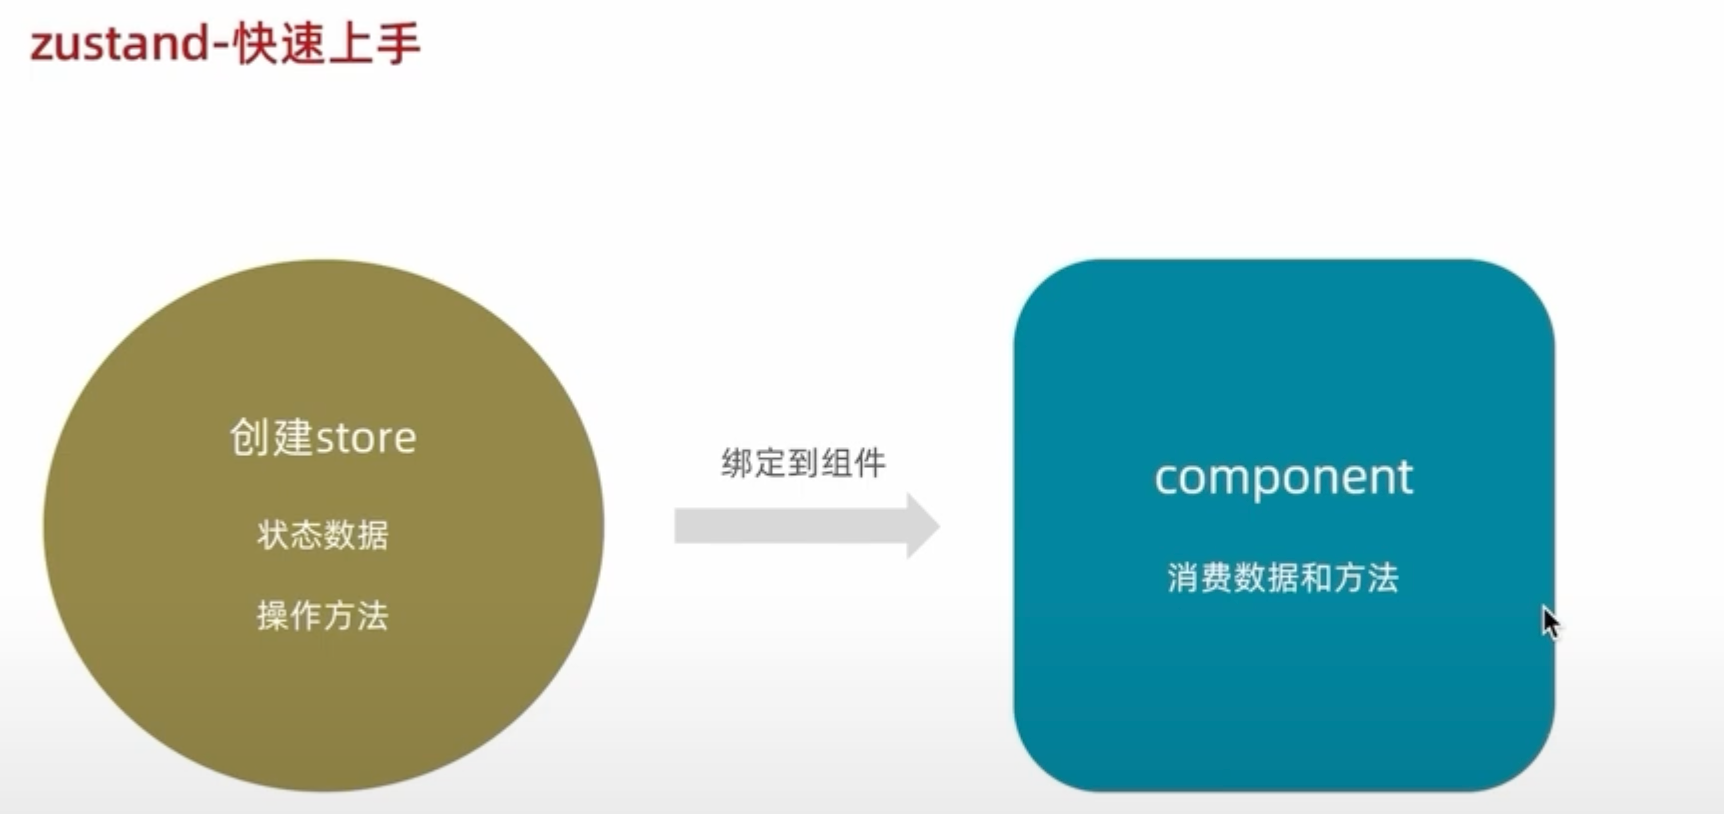 zustand-快速上手
创建store
状态数据
操作方法
绑定到组件
component
消费数据和方法